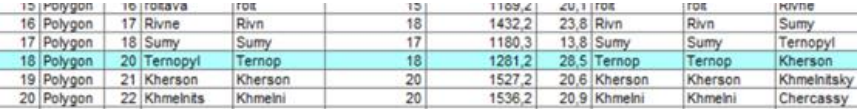 15 Polygon 16 Poltava Polt 15 1189,2 20,1 Polt Polt Rivne
16 Polygon 17 Rivne Rivn 18 1432,2 23,8 Rivn Rivn Sumy
17 Polygon 18 Sumy Sumy 17 1180,3 13,8 Sumy Sumy Ternopyl
18 Polygon 20 Ternopyl Ternop 18 1281,2 28,5 Ternop Ternop Kherson
19 Polygon 21 Kherson Kherson 20 1527,2 20,6 Kherson Kherson Khmelnitsky
20 Polygon 22 Khmelnits Khmelni 20 1536,2 20,9 Khmelni Khmelni Chercassy